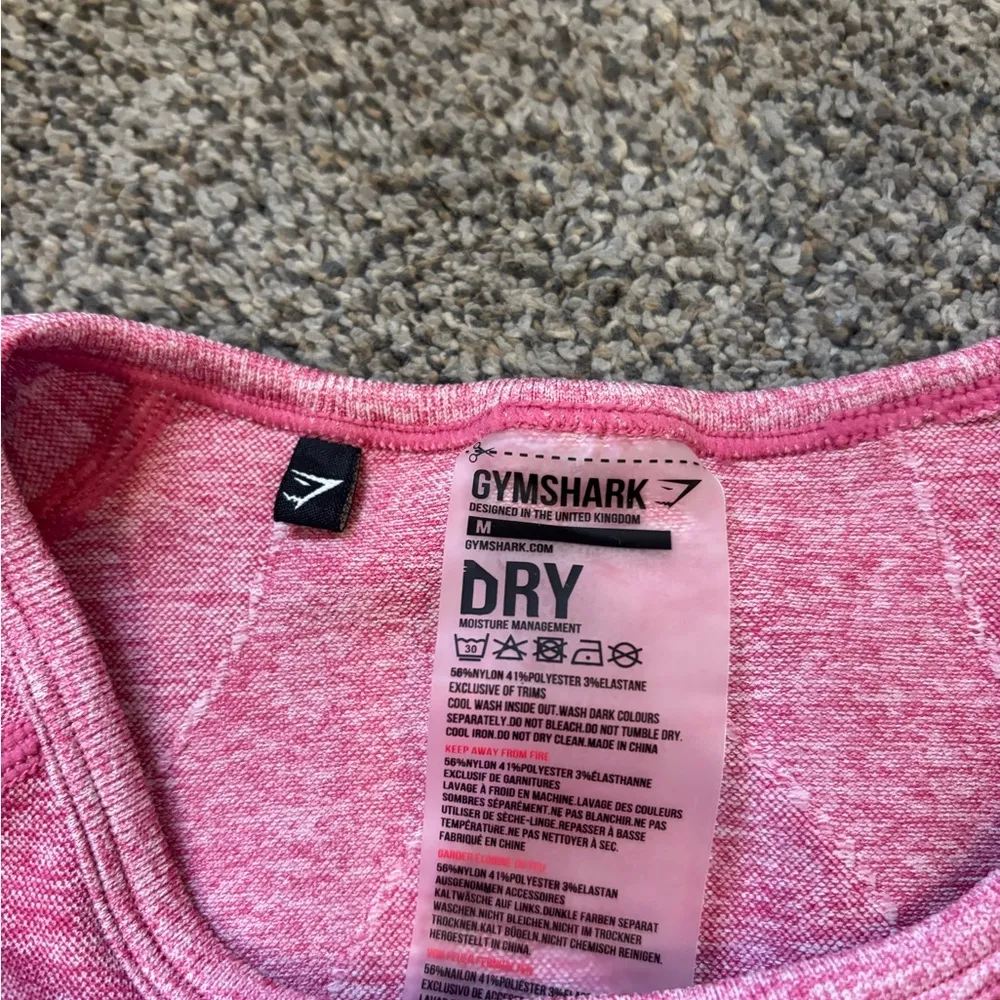 GYMSHARK
DESIGNED IN THE UNITED KINGDOM
M
GYMSHARK.COM
DRY
MOISTURE MANAGEMENT
30
56%NYLON 41%POLYESTER 3%ELASTANE
EXCLUSIVE OF TRIMS
COOL WASH INSIDE OUT.WASH DARK COLOURS
SEPARATELY.DO NOT BLEACH.DO NOT TUMBLE DRY.
COOL IRON.DO NOT DRY CLEAN.MADE IN CHINA
KEEP AWAY FROM FIRE
56%NYLON 41%POLYESTER 3%ÉLASTHANNE
EXCLUSIF DE GARNITURES
LAVAGE À FROID EN MACHINE.LAVAGE DES COULEURS
SOMBRES SÉPARÉMENT.NE PAS BLANCHIR.NE PAS
UTILISER DE SÈCHE-LINGE.REPASSER À BASSE
TEMPÉRATURE.NE PAS NETTOYER À SEC.
FABRIQUÉ EN CHINE
56%NYLON 41%POLYESTER 3%ELASTAN
AUSGENOMMEN ACCESSOIRES
KALTWÄSCHE AUF LINKS.DUNKLE FARBEN SEPARAT
WASCHEN.NICHT BLEICHEN.IM TROCKNER
TROCKNEN.KALT BÜGELN.NICHT CHEMISCH REINIGEN.
HERGESTELLT IN CHINA.
56%NAILON 41%POLIÉSTER 3%
EXCLUSIVO DE